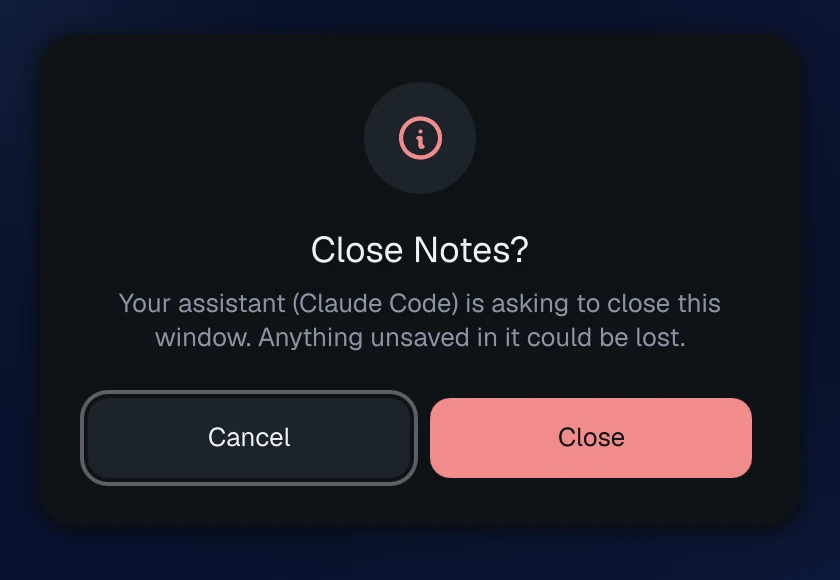 Close Notes?
Your assistant (Claude Code) is asking to close this
window. Anything unsaved in it could be lost.
Cancel
Close